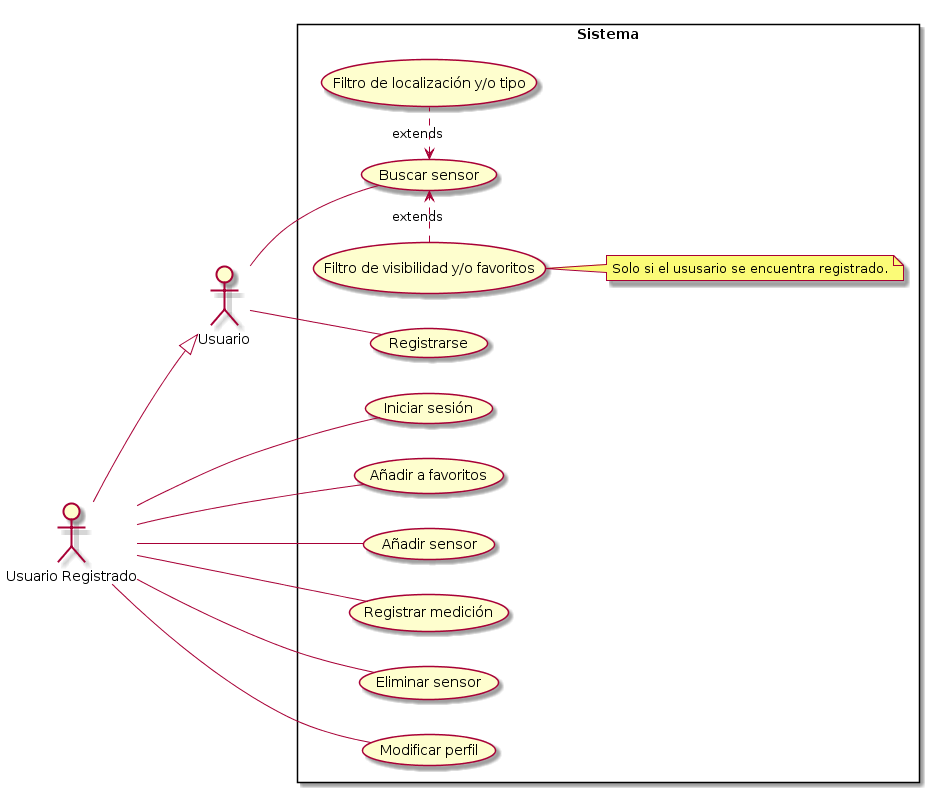 Sistema
Filtro de localización y/o tipo
extends
Buscar sensor
extends
Filtro de visibilidad y/o favoritos
Solo si el ususario se encuentra registrado.
Usuario
Registrarse
Iniciar sesión
Añadir a favoritos
Añadir sensor
Usuario Registrado
Registrar medición
Eliminar sensor
Modificar perfil